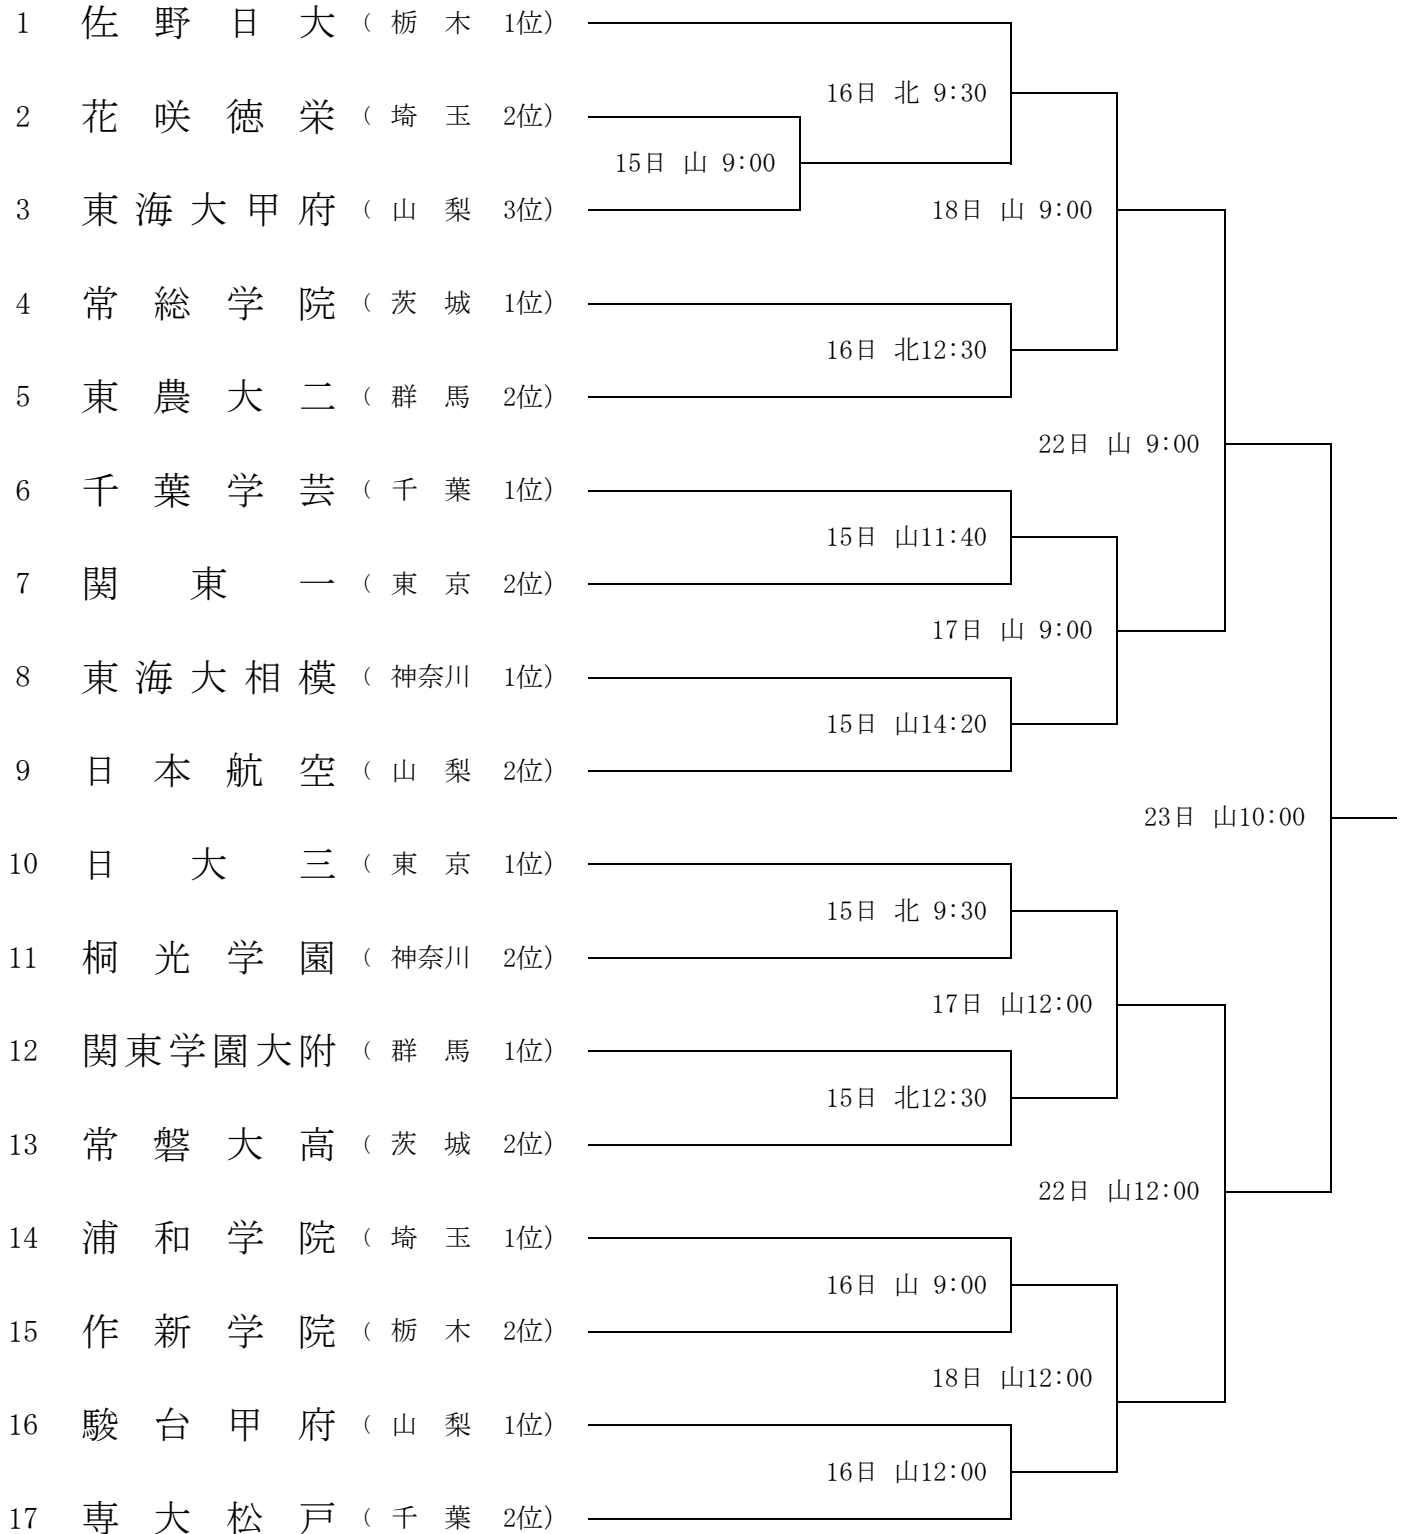 1 佐野日大 (栃木 1位)
16日 北 9:30
2 花咲徳栄 (埼玉 2位)
15日 山 9:00
3 東海大甲府 (山梨 3位)
18日 山 9:00
4 常総学院 (茨城 1位)
16日 北12:30
5 東農大二 (群馬 2位)
22日 山 9:00
6 千葉学芸 (千葉 1位)
15日 山11:40
7 関東一 (東京 2位)
17日 山 9:00
8 東海大相模 (神奈川 1位)
15日 山14:20
9 日本航空 (山梨 2位)
23日 山10:00
10 日大三 (東京 1位)
15日 北 9:30
11 桐光学園 (神奈川 2位)
17日 山12:00
12 関東学園大附 (群馬 1位)
15日 北12:30
13 常磐大高 (茨城 2位)
22日 山12:00
14 浦和学院 (埼玉 1位)
16日 山 9:00
15 作新学院 (栃木 2位)
18日 山12:00
16 駿台甲府 (山梨 1位)
16日 山12:00
17 専大松戸 (千葉 2位)